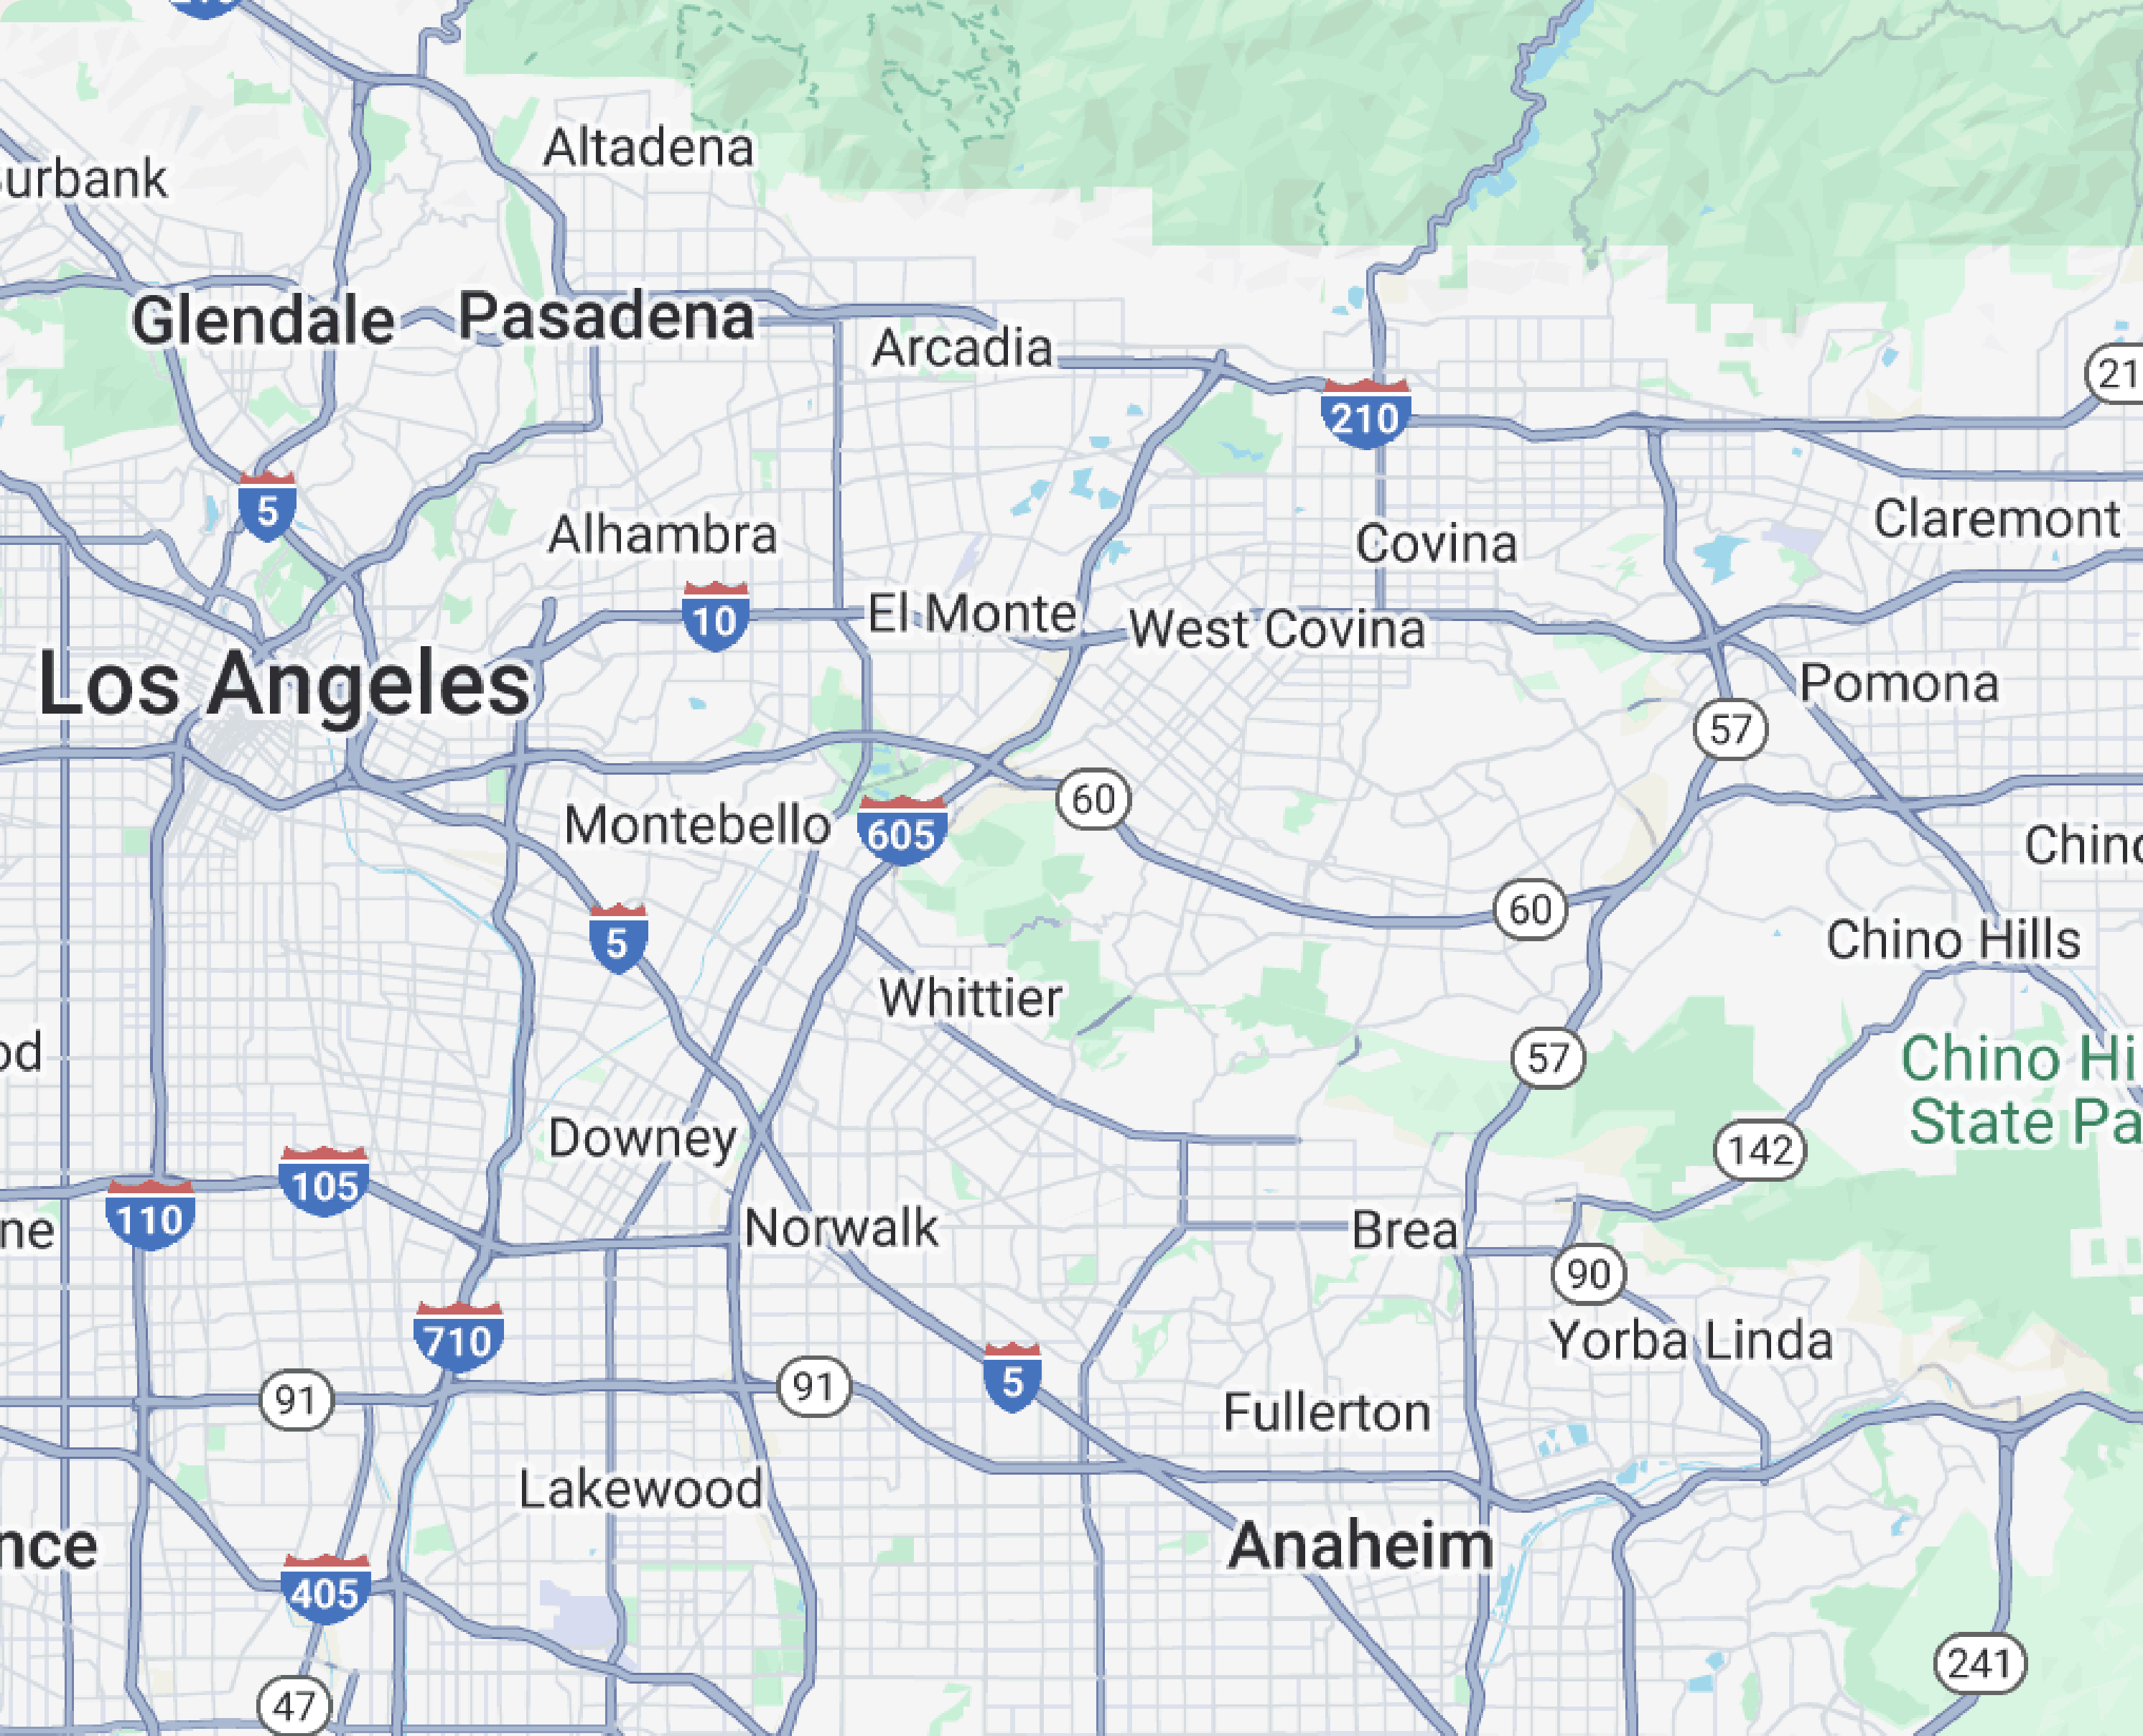 Altadena
urbank
Glendale
Pasadena
Arcadia
21
210
5
Alhambra
Covina
Claremont
10
El Monte
West Covina
Los Angeles
Pomona
57
60
Montebello
605
Chino
60
5
Chino Hills
Whittier
od
57
Chino Hi
State Pa
Downey
142
105
110
ne
Norwalk
Brea
90
710
Yorba Linda
91
91
5
Fullerton
Lakewood
nce
Anaheim
405
241
47